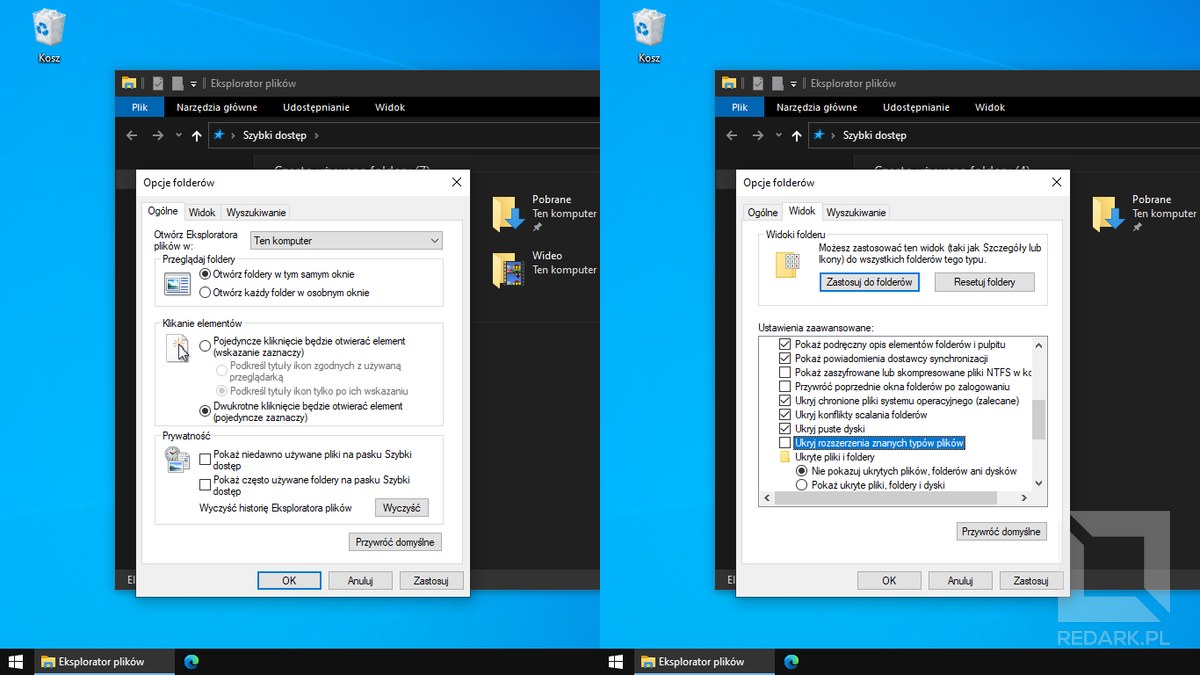 Kosz
Eksplorator plików
Plik
Narzędzia główne
Udostępnianie
Widok
Szybki dostęp
Opcje folderów
Ogólne
Widok
Wyszukiwanie
Otwórz Eksploratora
plików w:
Ten komputer
Przeglądaj foldery
Otwórz foldery w tym samym oknie
Otwórz każdy folder w osobnym oknie
Klikanie elementów
Pojedyncze kliknięcie będzie otwierać element
(wskazanie zaznaczy)
Podkreśl tytuły ikon zgodnych z używaną
przeglądarką
Podkreśl tytuły ikon tylko po ich wskazaniu
Dwukrotne kliknięcie będzie otwierać element
(pojedyncze zaznaczy)
Prywatność
Pokaż niedawno używane pliki na pasku Szybki
dostęp
Pokaż często używane foldery na pasku Szybki
dostęp
Wyczyść historię Eksploratora plików
Wyczyść
Przywróć domyślne
OK
Anuluj
Zastosuj
Pobrane
Ten komputer
Wideo
Ten komputer
El
Eksplorator plików
Kosz
Eksplorator plików
Plik
Narzędzia główne
Udostępnianie
Widok
Szybki dostęp
Opcje folderów
Ogólne
Widok
Wyszukiwanie
Widoki folderu
Możesz zastosować ten widok (taki jak Szczegóły lub
Ikony) do wszystkich folderów tego typu.
Zastosuj do folderów
Resetuj foldery
Ustawienia zaawansowane:
Pokaż podręczny opis elementów folderów i pulpitu
Pokaż powiadomienia dostawcy synchronizacji
Pokaż zaszyfrowane lub skompresowane pliki NTFS w ko
Przywróć poprzednie okna folderów po zalogowaniu
Ukryj chronione pliki systemu operacyjnego (zalecane)
Ukryj konflikty scalania folderów
Ukryj puste dyski
Ukryj rozszerzenia znanych typów plików
Ukryte pliki i foldery
Nie pokazuj ukrytych plików, folderów ani dysków
Pokaż ukryte pliki, foldery i dyski
Przywróć domyślne
OK
Anuluj
Zastosuj
Pobrane
Ten komputer
El
Eksplorator plików
REDARK.PL